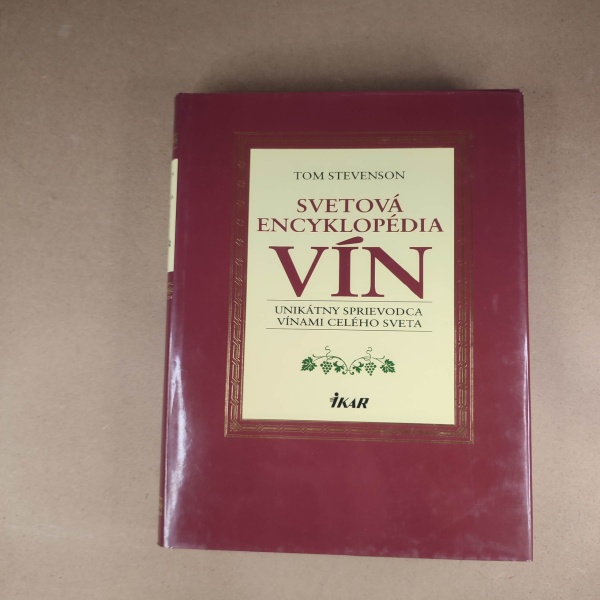 TOM STEVENSON
SVETOVÁ
ENCYKLOPÉDIA
VÍN
UNIKÁTNY SPRIEVODCA
VÍNAMI CELÉHO SVETA
IKAR